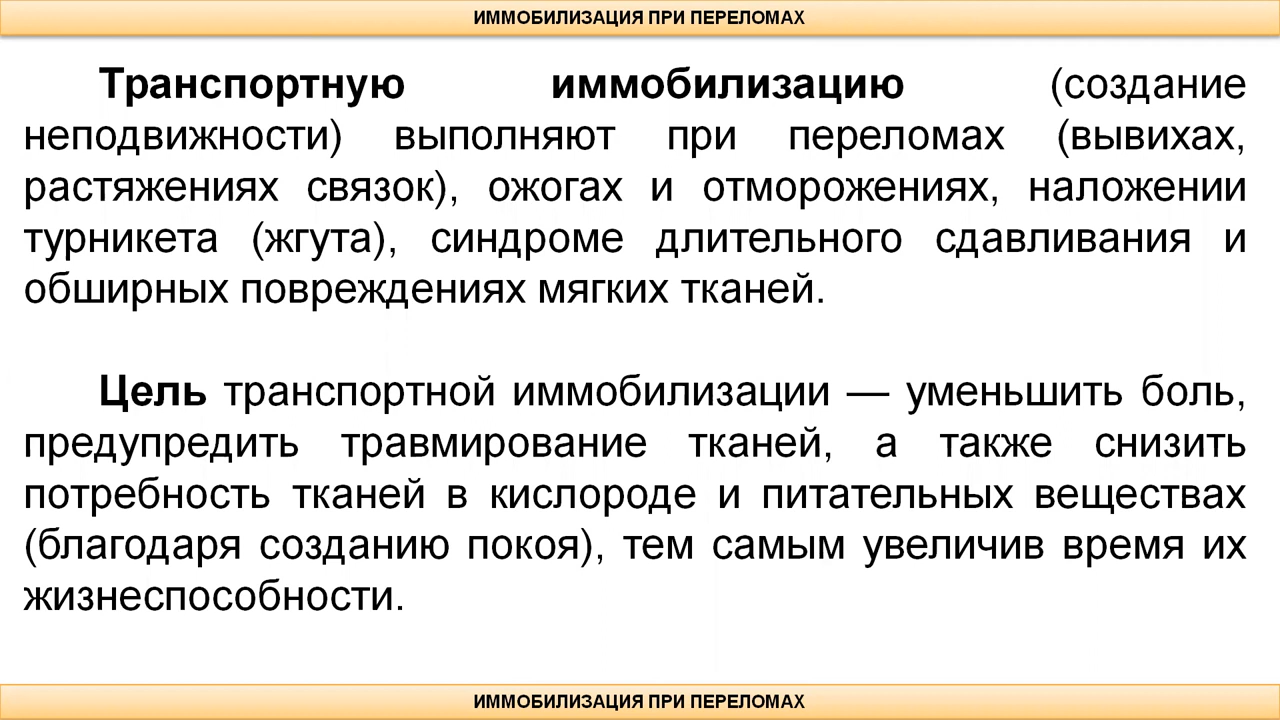 ИММОБИЛИЗАЦИЯ ПРИ ПЕРЕЛОМАХ
Транспортную иммобилизацию (создание
неподвижности) выполняют при переломах (вывихах,
растяжениях связок), ожогах и отморожениях, наложении
турникета (жгута), синдроме длительного сдавливания и
обширных повреждениях мягких тканей.
Цель транспортной иммобилизации — уменьшить боль,
предупредить травмирование тканей, а также снизить
потребность тканей в кислороде и питательных веществах
(благодаря созданию покоя), тем самым увеличив время их
жизнеспособности.
ИММОБИЛИЗАЦИЯ ПРИ ПЕРЕЛОМАХ